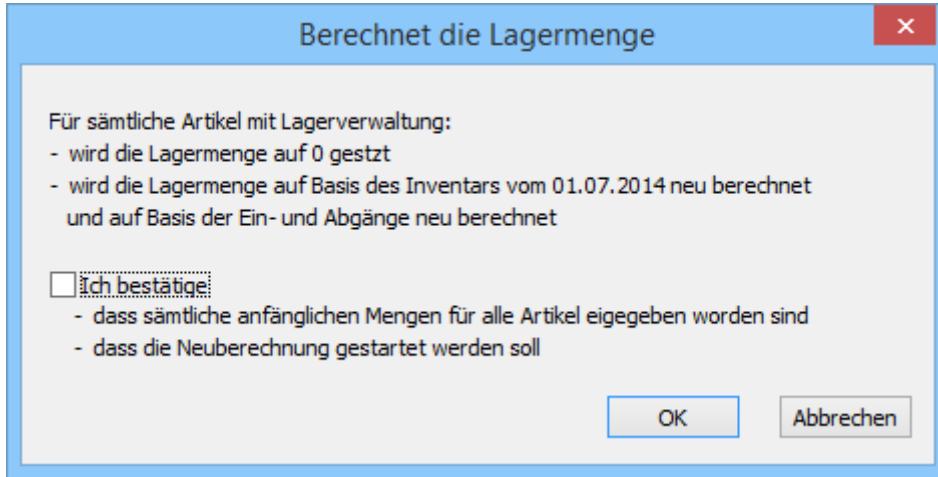 Berechnet die Lagermenge
Für sämtliche Artikel mit Lagerverwaltung:
- wird die Lagermenge auf 0 gestzt
- wird die Lagermenge auf Basis des Inventars vom 01.07.2014 neu berechnet
und auf Basis der Ein- und Abgänge neu berechnet
Ich bestätige
- dass sämtliche anfänglichen Mengen für alle Artikel eigegeben worden sind
- dass die Neuberechnung gestartet werden soll
OK Abbrechen